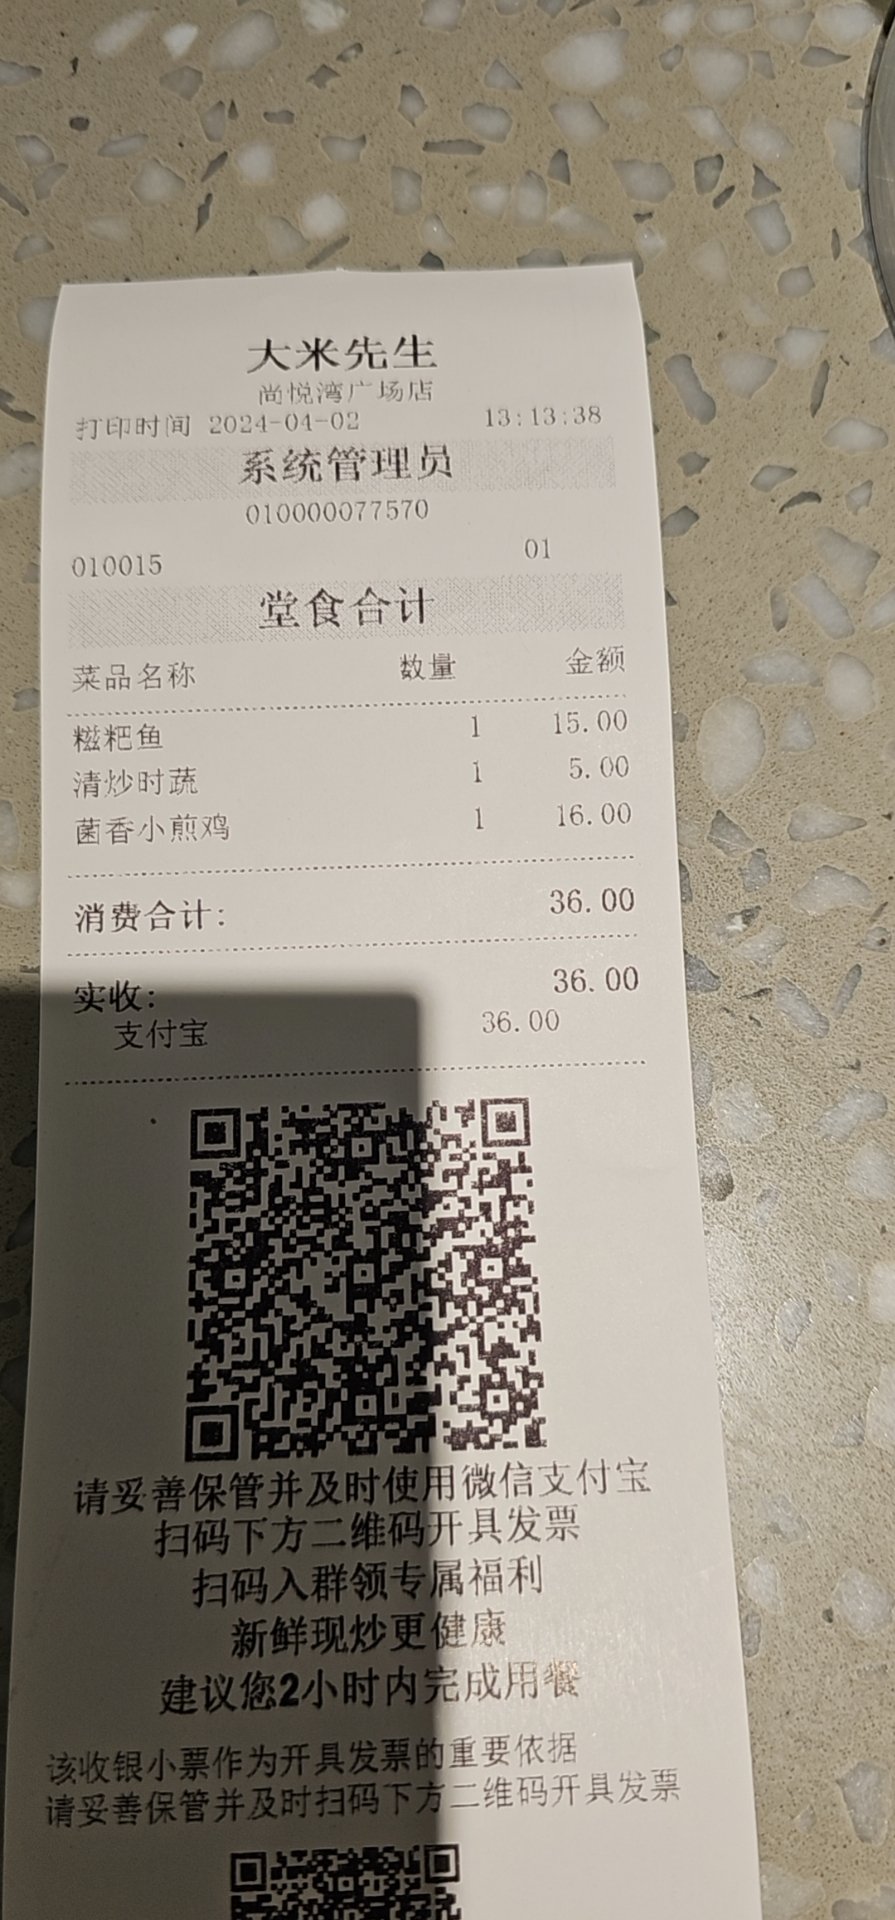 大米先生
尚悦湾广场店
打印时间 2024-04-02 13:13:38
系统管理员
010000077570
010015 01
堂食合计
菜品名称 数量 金额
糍粑鱼 1 15.00
清炒时蔬 1 5.00
菌香小煎鸡 1 16.00
消费合计: 36.00
实收: 36.00
支付宝 36.00
请妥善保管并及时使用微信支付宝
扫码下方二维码开具发票
扫码入群领专属福利
新鲜现炒更健康
建议您2小时内完成用餐
该收银小票作为开具发票的重要依据
请妥善保管并及时扫码下方二维码开具发票